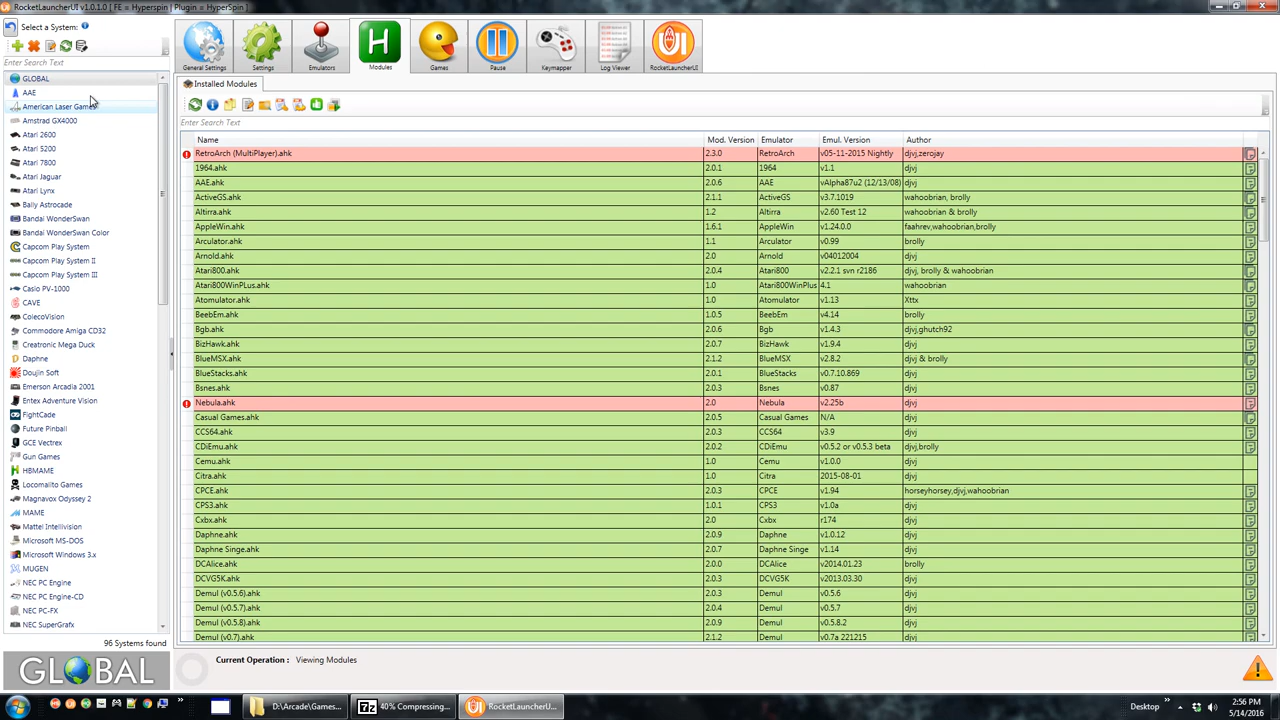 RocketLauncherUI v1.0.1.0 [ FE = Hyperspin | Plugin = HyperSpin ]
Select a System:
Enter Search Text
GLOBAL
AAE
American Laser Games
Amstrad GX4000
Atari 2600
Atari 5200
Atari 7800
Atari Jaguar
Atari Lynx
Bally Astrocade
Bandai WonderSwan
Bandai WonderSwan Color
Capcom Play System
Capcom Play System II
Capcom Play System III
Casio PV-1000
CAVE
ColecoVision
Commodore Amiga CD32
Creatronic Mega Duck
Daphne
Doujin Soft
Emerson Arcadia 2001
Entex Adventure Vision
FightCade
Future Pinball
GCE Vectrex
Gun Games
HBMAME
Locomalito Games
Magnavox Odyssey 2
MAME
Mattel Intellivision
Microsoft MS-DOS
Microsoft Windows 3.x
MUGEN
NEC PC Engine
NEC PC Engine-CD
NEC PC-FX
NEC SuperGrafx
96 Systems found
GLOBAL
General Settings Settings Emulators Modules Games Pause Keymapper Log Viewer RocketLauncherUI
Installed Modules
Enter Search Text
Name Mod. Version Emulator Emul. Version Author
RetroArch (MultiPlayer).ahk 2.3.0 RetroArch v05-11-2015 Nightly djvj,zerojay
1964.ahk 2.0.1 1964 v1.1 djvj
AAE.ahk 2.0.6 AAE vAlpha87u2 (12/13/08) djvj
ActiveGS.ahk 2.1.1 ActiveGS v3.7.1019 wahoobrian, brolly
Altirra.ahk 1.2 Altirra v2.60 Test 12 wahoobrian & brolly
AppleWin.ahk 1.6.1 AppleWin v1.24.0.0 faahrev,wahoobrian,brolly
Arculator.ahk 1.1 Arculator v0.99 brolly
Arnold.ahk 2.0 Arnold v04012004 djvj
Atari800.ahk 2.0.4 Atari800 v2.2.1 svn r2186 djvj, brolly & wahoobrian
Atari800WinPLus.ahk 1.0 Atari800WinPlus 4.1 wahoobrian
Atomulator.ahk 1.0 Atomulator v1.13 Xttx
BeebEm.ahk 1.0.5 BeebEm v4.14 brolly
Bgb.ahk 2.0.6 Bgb v1.4.3 djvj,ghutch92
BizHawk.ahk 2.0.7 BizHawk v1.9.4 djvj
BlueMSX.ahk 2.1.2 BlueMSX v2.8.2 djvj & brolly
BlueStacks.ahk 2.0.1 BlueStacks v0.7.10.869 djvj
Bsnes.ahk 2.0.3 Bsnes v0.87 djvj
Nebula.ahk 2.0 Nebula v2.25b djvj
Casual Games.ahk 2.0.5 Casual Games N/A djvj
CCS64.ahk 2.0.3 CCS64 v3.9 djvj
CDiEmu.ahk 2.0.2 CDiEmu v0.5.2 or v0.5.3 beta djvj,brolly
Cemu.ahk 1.0 Cemu v1.0.0 djvj
Citra.ahk 1.0 Citra 2015-08-01 djvj
CPCE.ahk 2.0.3 CPCE v1.94 horseyhorsey,djvj,wahoobrian
CPS3.ahk 1.0.1 CPS3 v1.0a djvj
Cxbx.ahk 2.0 Cxbx r174 djvj
Daphne.ahk 2.0.9 Daphne v1.0.12 djvj
Daphne Singe.ahk 2.0.7 Daphne Singe v1.14 djvj
DCAlice.ahk 2.0.0 DCAlice v2014.01.23 brolly
DCVG5K.ahk 2.0.3 DCVG5K v2013.03.30 djvj
Demul (v0.5.6).ahk 2.0.3 Demul v0.5.6 djvj
Demul (v0.5.7).ahk 2.0.4 Demul v0.5.7 djvj
Demul (v0.5.8).ahk 2.0.9 Demul v0.5.8.2 djvj
Demul (v0.7).ahk 2.1.2 Demul v0.7a 221215 djvj
Current Operation : Viewing Modules
D:\Arcade\Games... 40% Compressing... RocketLauncherU... Desktop 2:56 PM
5/14/2016